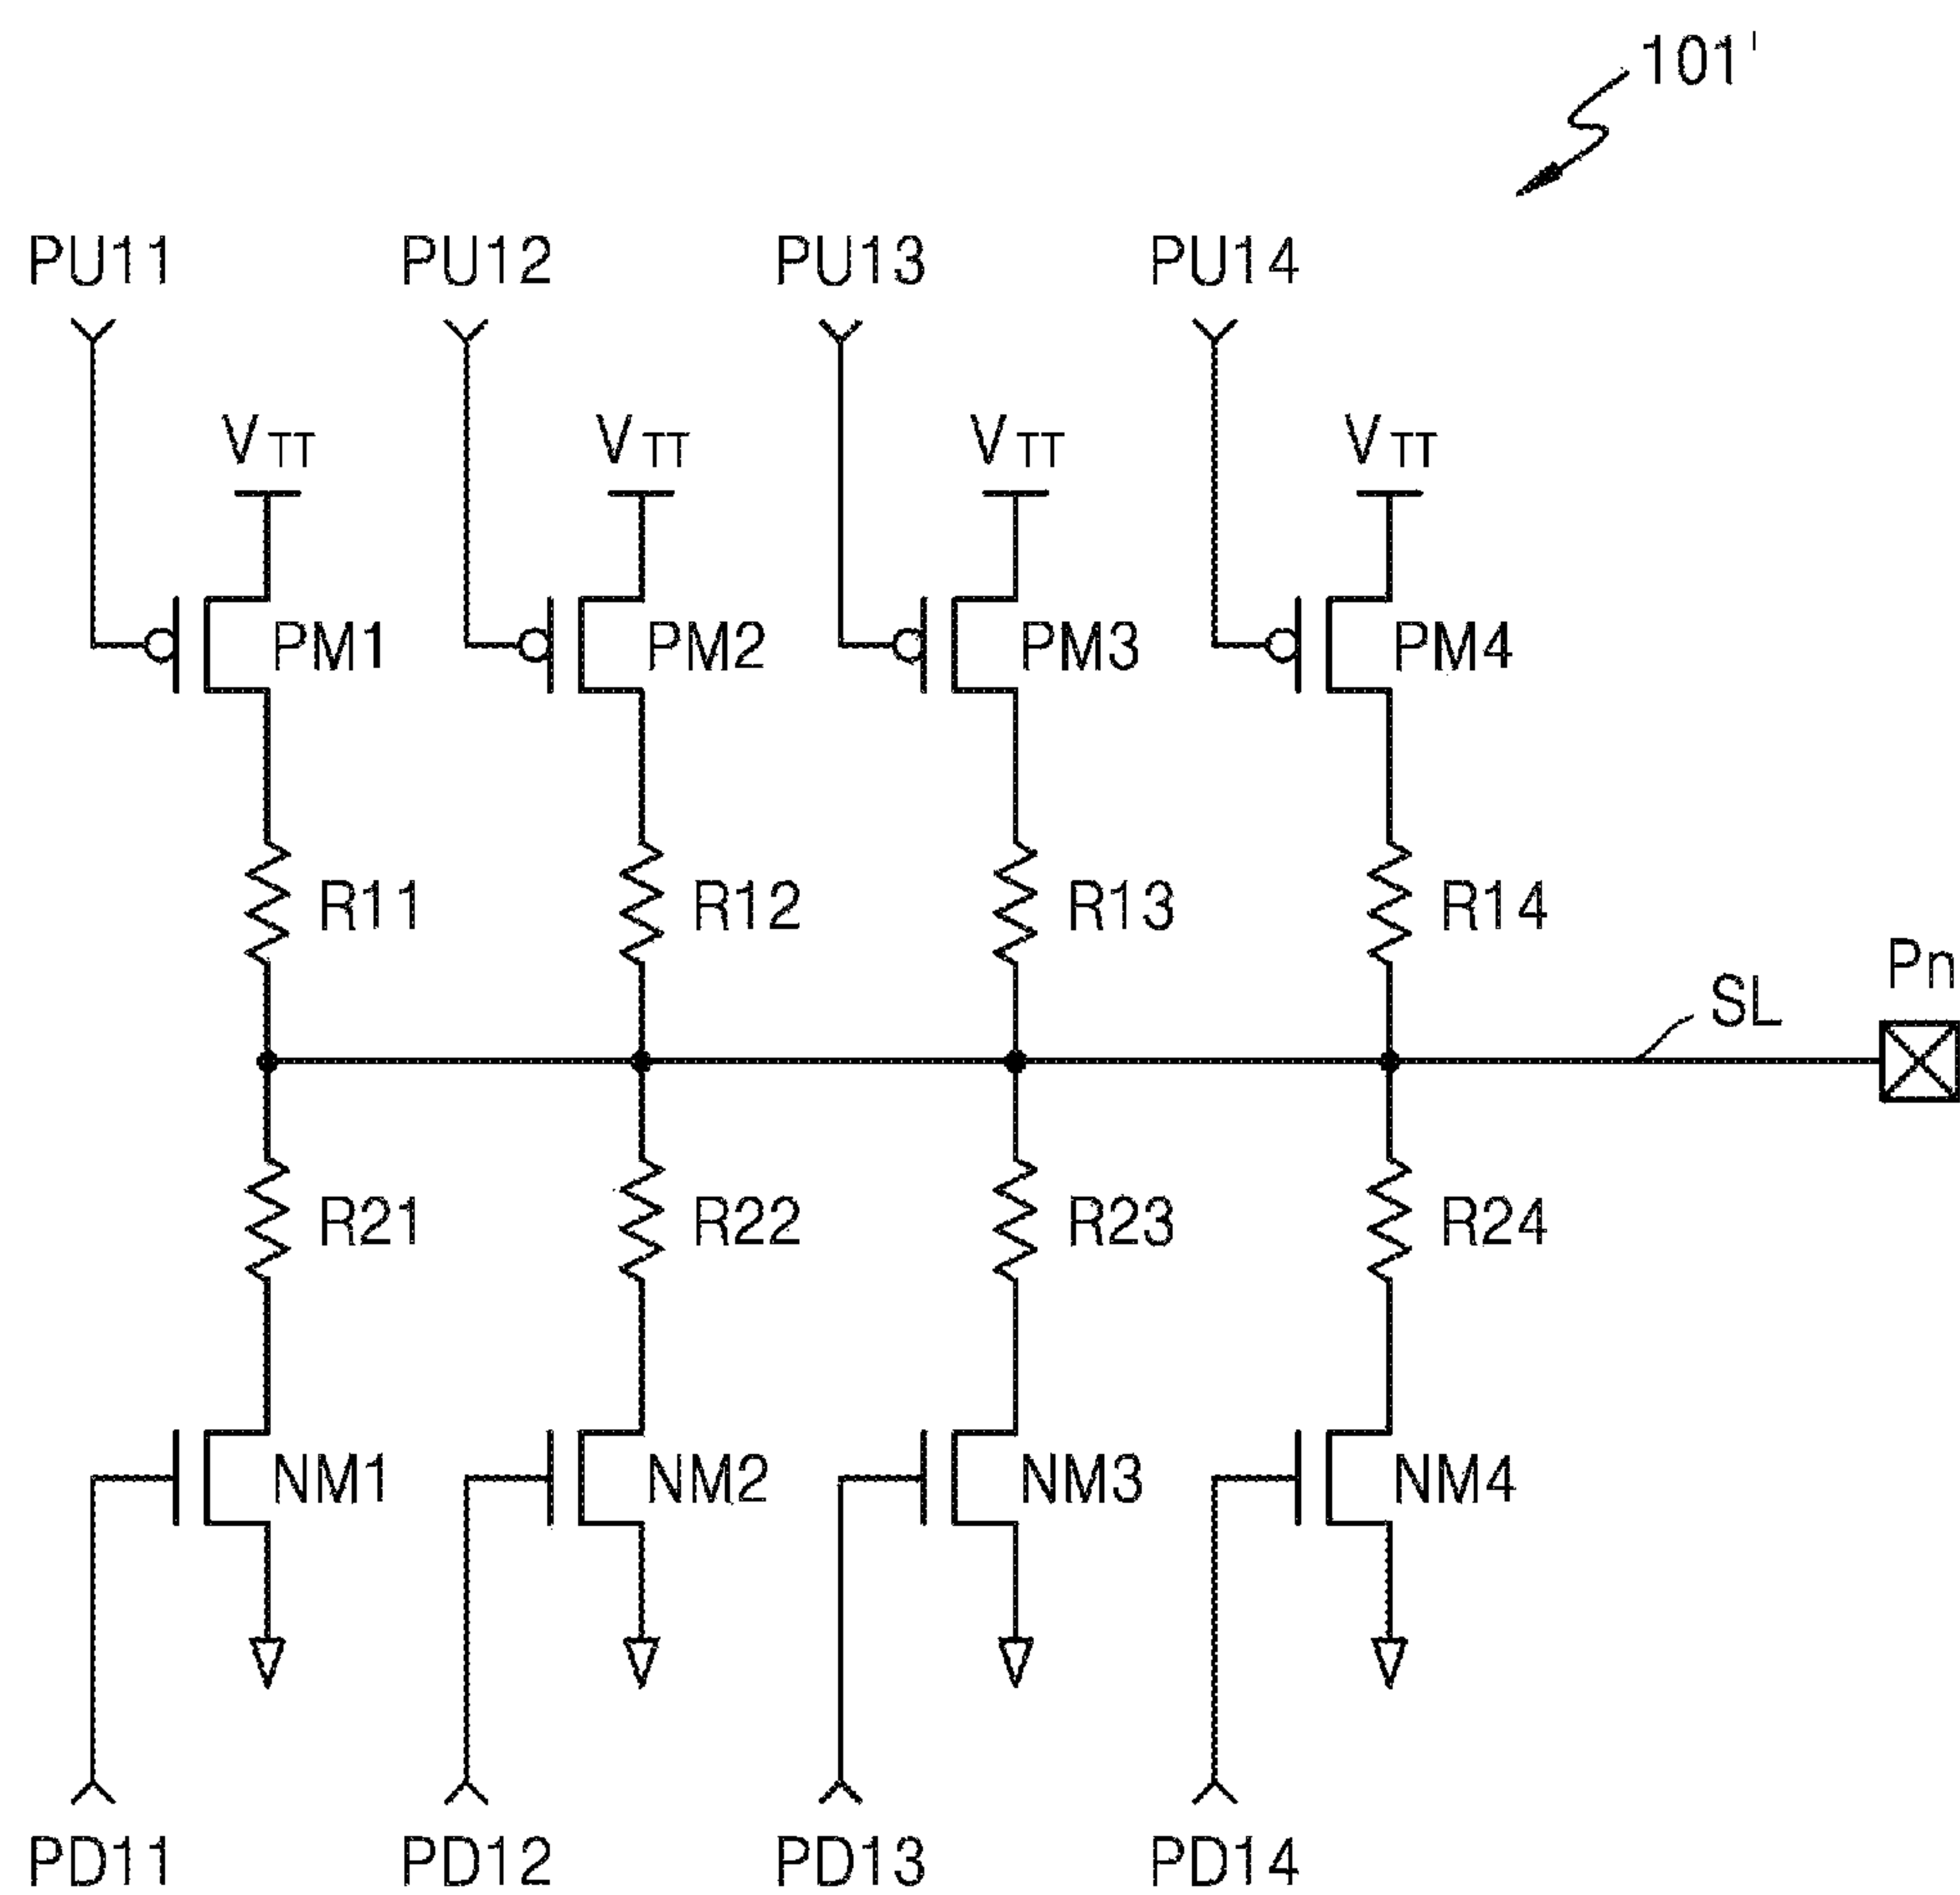 101'
PU11 PU12 PU13 PU14
VTT VTT VTT VTT
PM1 PM2 PM3 PM4
R11 R12 R13 R14
Pn
SL
R21 R22 R23 R24
NM1 NM2 NM3 NM4
PD11 PD12 PD13 PD14